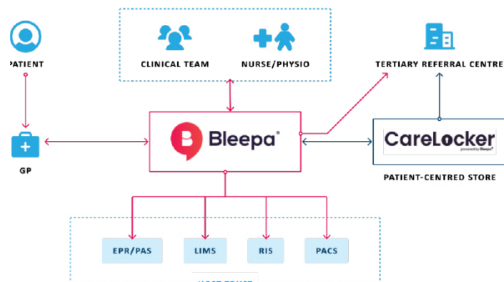 PATIENT
CLINICAL TEAM
NURSE/PHYSIO
TERTIARY REFERRAL CENTRE
GP
Bleepa®
CareLocker
PATIENT-CENTRED STORE
EPR/PAS
LIMS
RIS
PACS